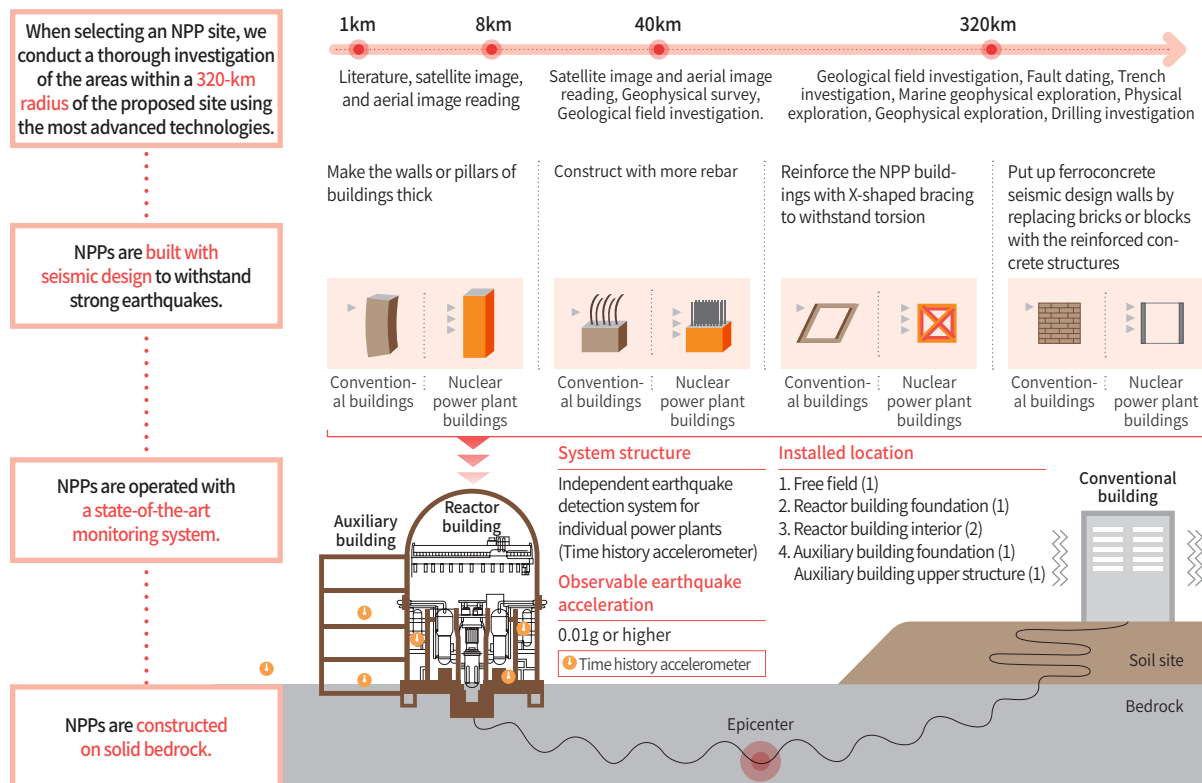 When selecting an NPP site, we
conduct a thorough investigation
of the areas within a 320-km
radius of the proposed site using
the most advanced technologies.
1km
8km
40km
320km
Literature, satellite image,
and aerial image reading
Satellite image and aerial image
reading, Geophysical survey,
Geological field investigation.
Geological field investigation, Fault dating, Trench
investigation, Marine geophysical exploration, Physical
exploration, Geophysical exploration, Drilling investigation
NPPs are built with
seismic design to withstand
strong earthquakes.
Make the walls or pillars of
buildings thick
Convention-
al buildings
Nuclear
power plant
buildings
Construct with more rebar
Convention-
al buildings
Nuclear
power plant
buildings
Reinforce the NPP build-
ings with X-shaped bracing
to withstand torsion
Convention-
al buildings
Nuclear
power plant
buildings
Put up ferroconcrete
seismic design walls by
replacing bricks or blocks
with the reinforced con-
crete structures
Convention-
al buildings
Nuclear
power plant
buildings
NPPs are operated with
a state-of-the-art
monitoring system.
Auxiliary
building
Reactor
building
System structure
Independent earthquake
detection system for
individual power plants
(Time history accelerometer)
Observable earthquake
acceleration
0.01g or higher
Time history accelerometer
Installed location
1. Free field (1)
2. Reactor building foundation (1)
3. Reactor building interior (2)
4. Auxiliary building foundation (1)
Auxiliary building upper structure (1)
Conventional
building
Soil site
Bedrock
Epicenter
NPPs are constructed
on solid bedrock.